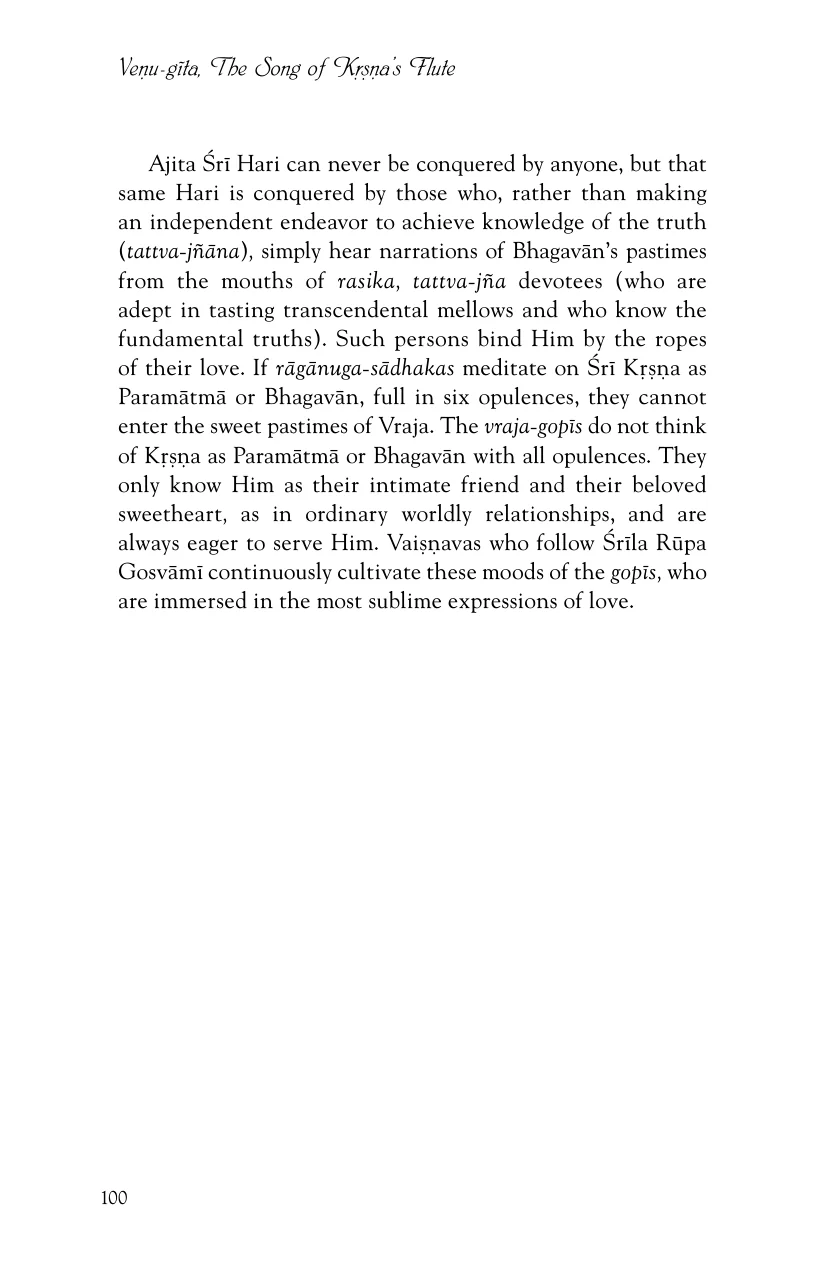 Veṇu-gīta, The Song of Kṛṣṇa's Flute
Ajita Śrī Hari can never be conquered by anyone, but that
same Hari is conquered by those who, rather than making
an independent endeavor to achieve knowledge of the truth
(tattva-jñāna), simply hear narrations of Bhagavān’s pastimes
from the mouths of rasika, tattva-jña devotees (who are
adept in tasting transcendental mellows and who know the
fundamental truths). Such persons bind Him by the ropes
of their love. If rāgānuga-sādhakas meditate on Śrī Kṛṣṇa as
Paramātmā or Bhagavān, full in six opulences, they cannot
enter the sweet pastimes of Vraja. The vraja-gopīs do not think
of Kṛṣṇa as Paramātmā or Bhagavān with all opulences. They
only know Him as their intimate friend and their beloved
sweetheart, as in ordinary worldly relationships, and are
always eager to serve Him. Vaiṣṇavas who follow Śrīla Rūpa
Gosvāmī continuously cultivate these moods of the gopīs, who
are immersed in the most sublime expressions of love.
100